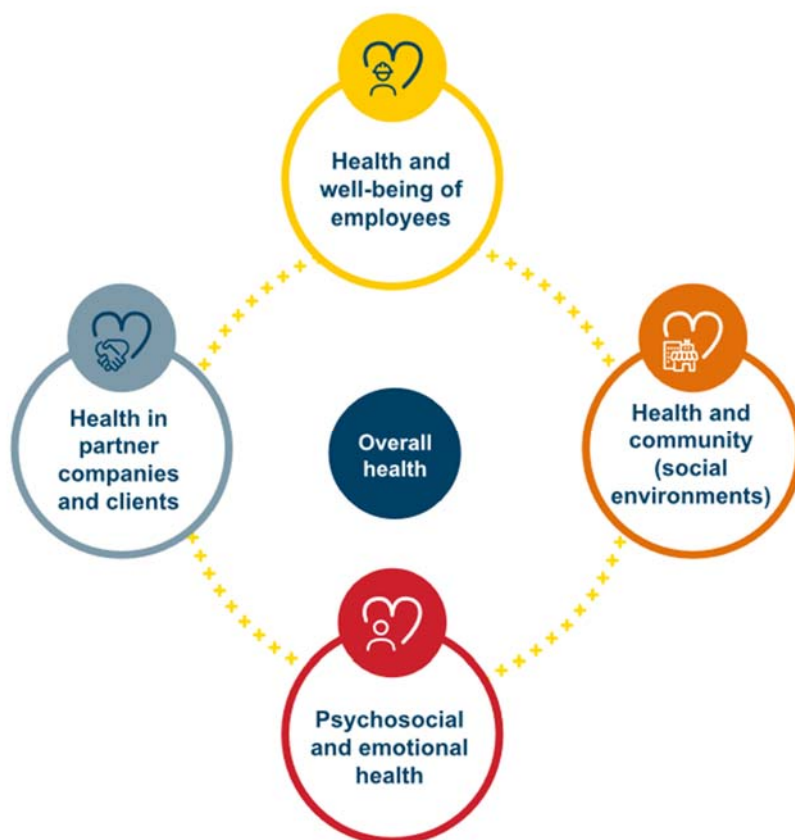 Health and
well-being of
employees
Health in
partner
companies
and clients
Overall
health
Health and
community
(social
environments)
Psychosocial
and emotional
health